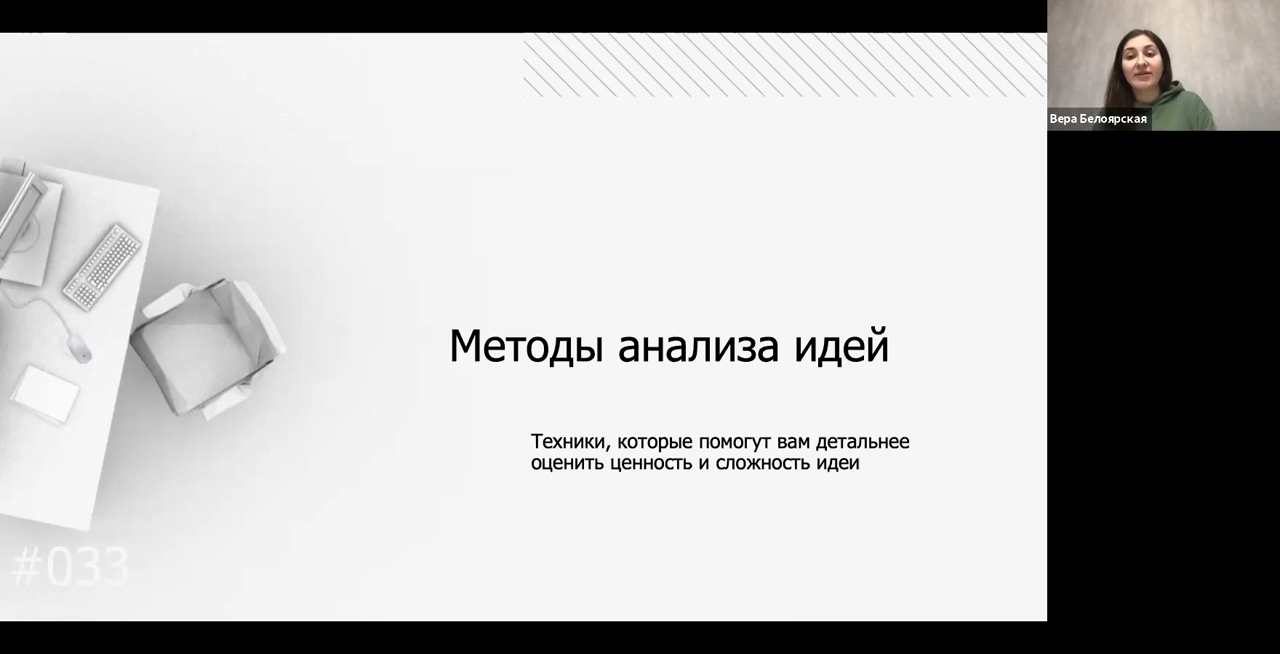 Вера Белоярская
Методы анализа идей
Техники, которые помогут вам детальнее
оценить ценность и сложность идеи
#033